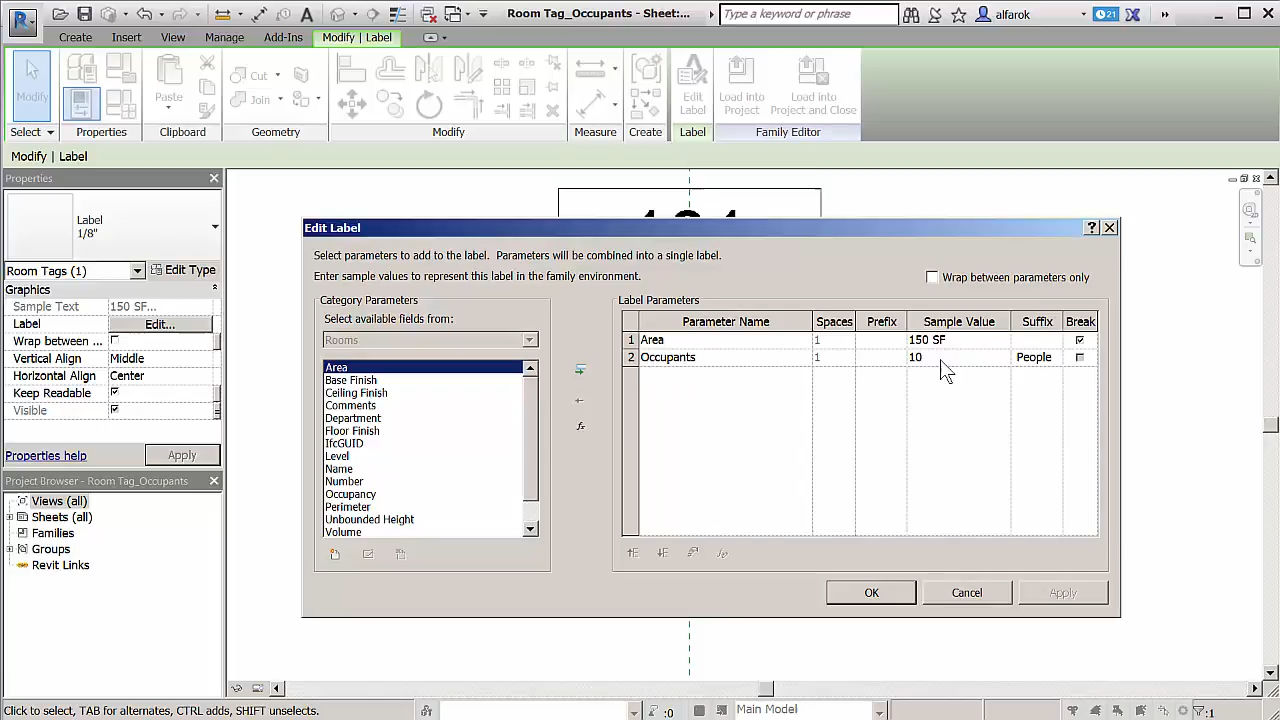 Room Tag_Occupants - Sheet:...
Type a keyword or phrase
alfarok
21
Create
Insert
View
Manage
Add-Ins
Modify | Label
Modify
Paste
Cut
Join
Edit
Label
Load into
Project
Load into
Project and Close
Select
Properties
Clipboard
Geometry
Modify
Measure
Create
Label
Family Editor
Modify | Label
Properties
Label
1/8"
Room Tags (1)
Edit Type
Graphics
Sample Text
150 SF...
Label
Edit...
Wrap between ...
Vertical Align
Middle
Horizontal Align
Center
Keep Readable
Visible
Properties help
Apply
Project Browser - Room Tag_Occupants
Views (all)
Sheets (all)
Families
Groups
Revit Links
Edit Label
Select parameters to add to the label.  Parameters will be combined into a single label.
Enter sample values to represent this label in the family environment.
Wrap between parameters only
Category Parameters
Select available fields from:
Rooms
Area
Base Finish
Ceiling Finish
Comments
Department
Floor Finish
IfcGUID
Level
Name
Number
Occupancy
Perimeter
Unbounded Height
Volume
Label Parameters
Parameter Name Spaces Prefix Sample Value Suffix Break
1 Area 1 150 SF
2 Occupants 1 10 People
OK
Cancel
Apply
Click to select, TAB for alternates, CTRL adds, SHIFT unselects.
:0
Main Model
:1